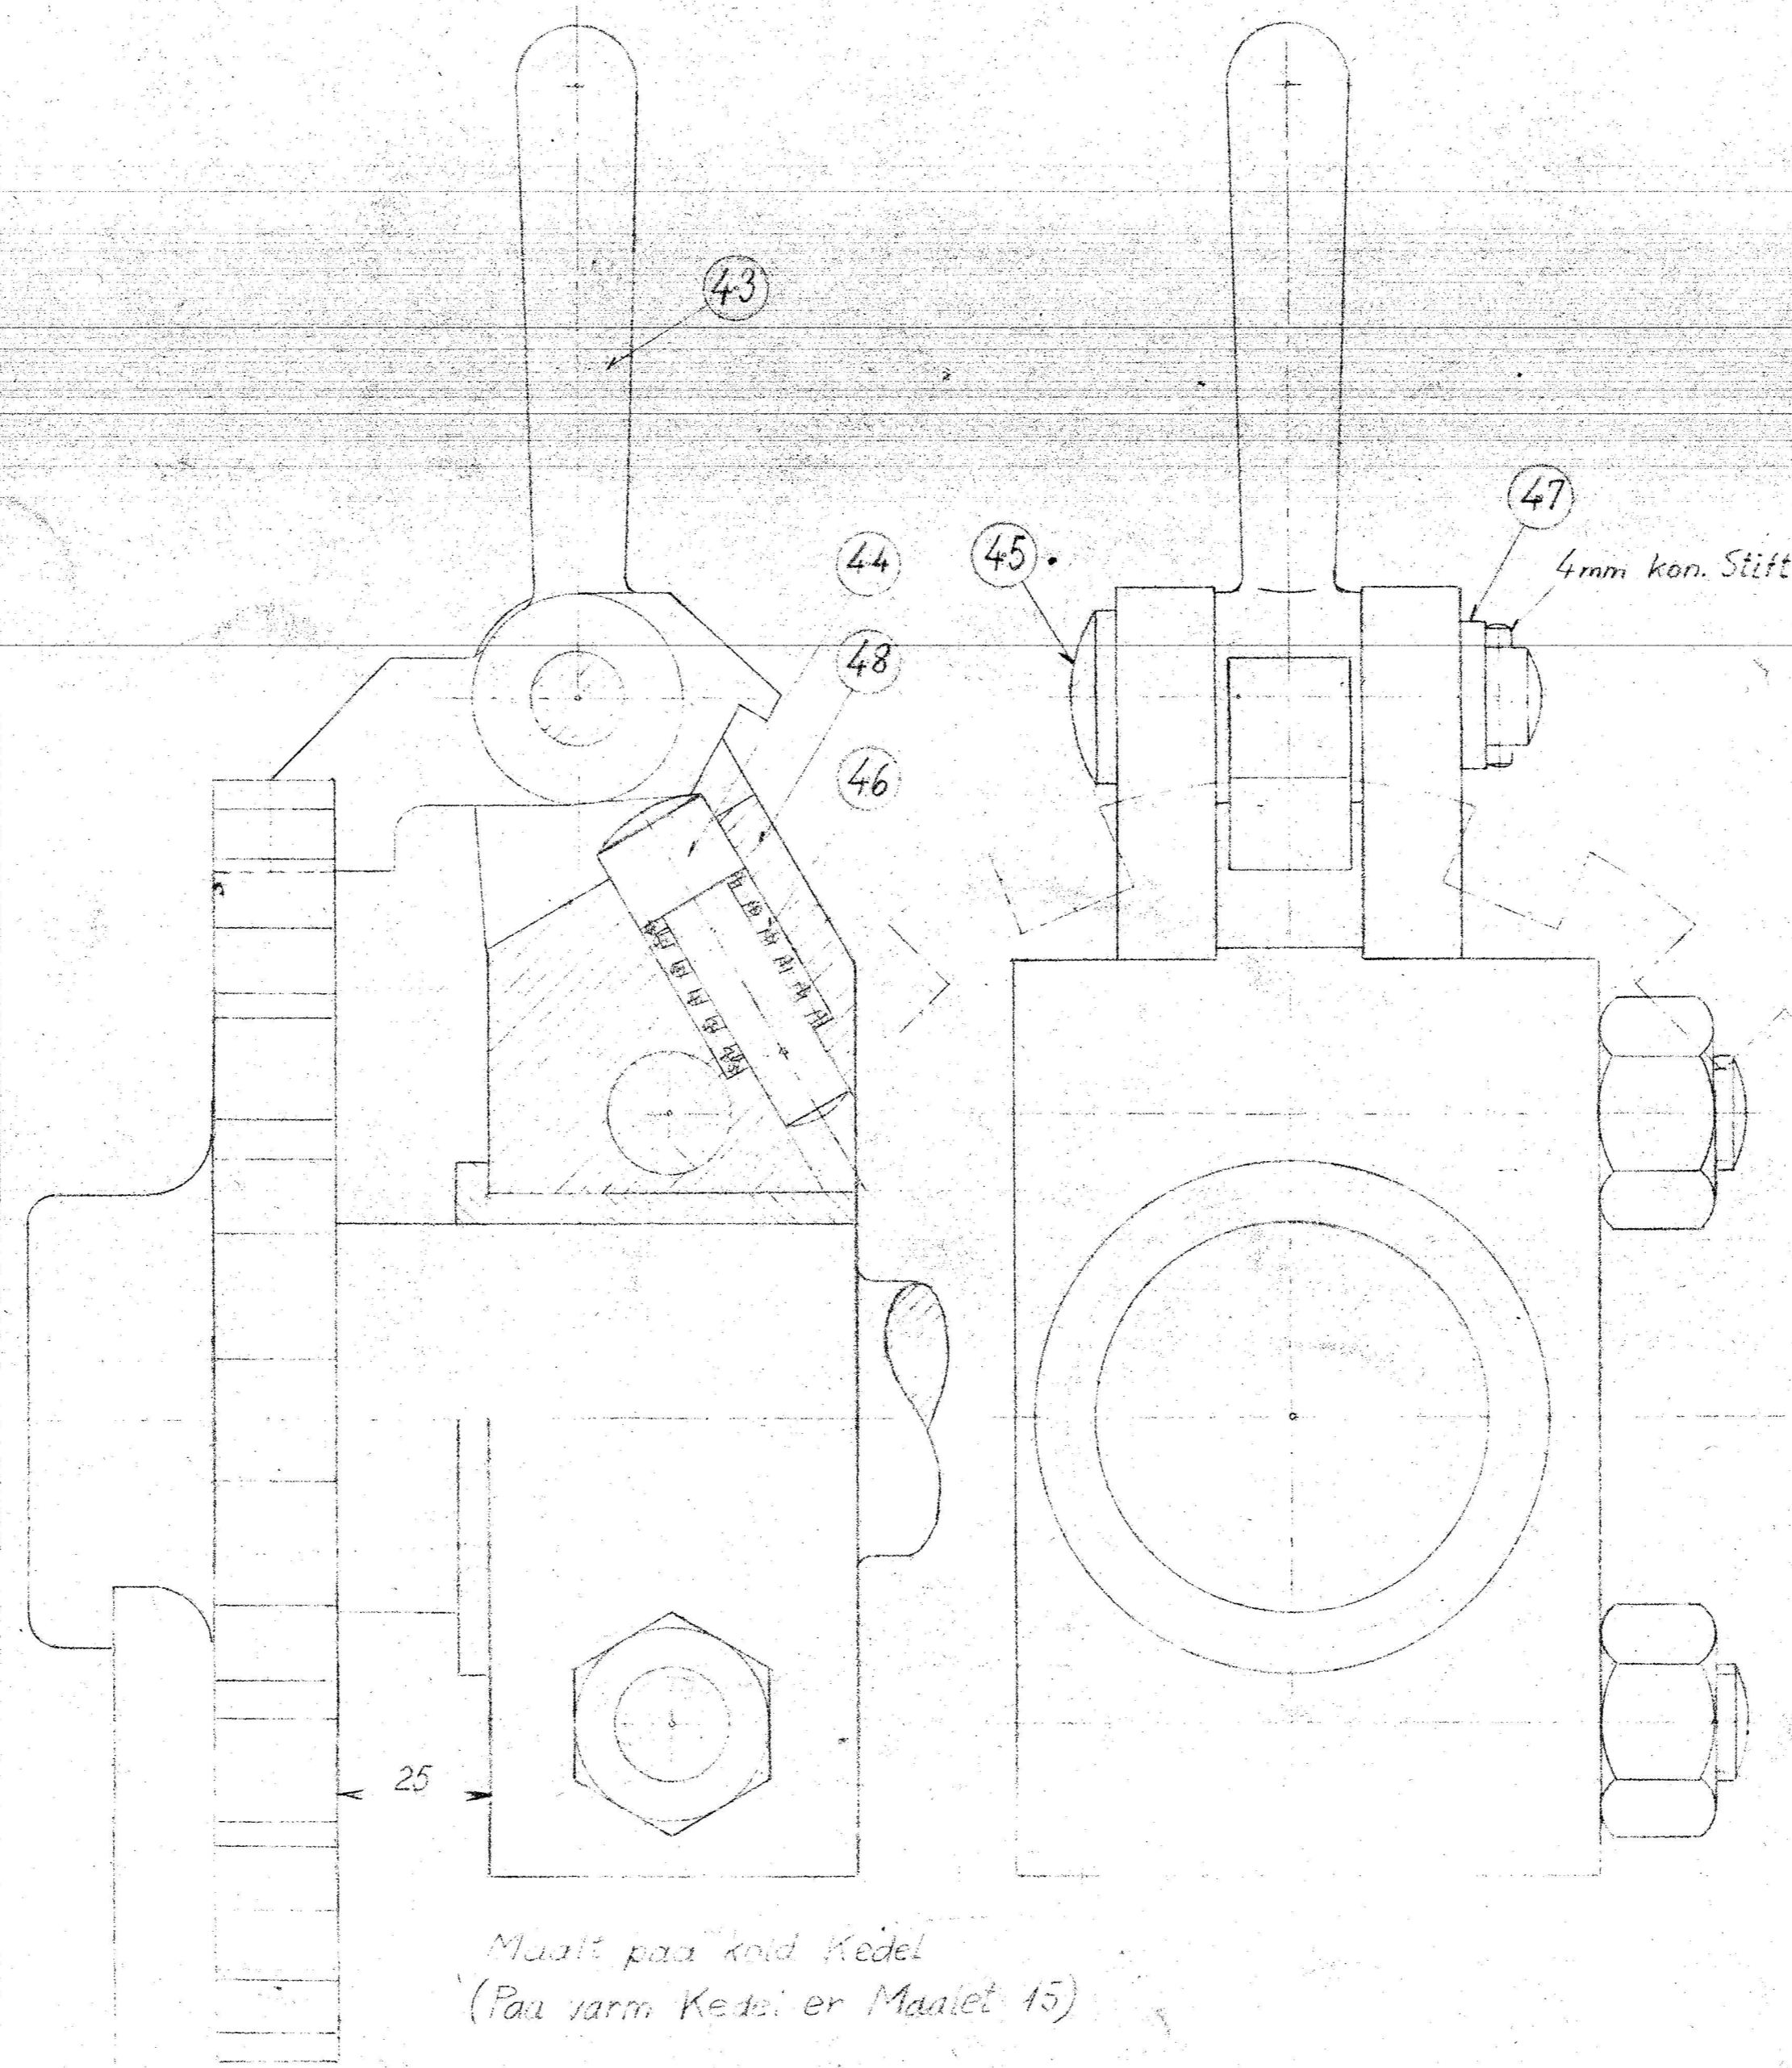 43
47
44
45
4mm kon. Stift
48
46
25
Maalt paa kold Kedel
(Paa varm Kedel er Maalet 15)